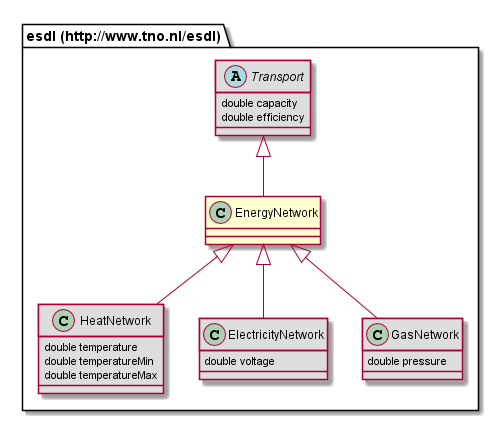 esdl (http://www.tno.nl/esdl)
A Transport
double capacity
double efficiency
C EnergyNetwork
C HeatNetwork
double temperature
double temperatureMin
double temperatureMax
C ElectricityNetwork
double voltage
C GasNetwork
double pressure